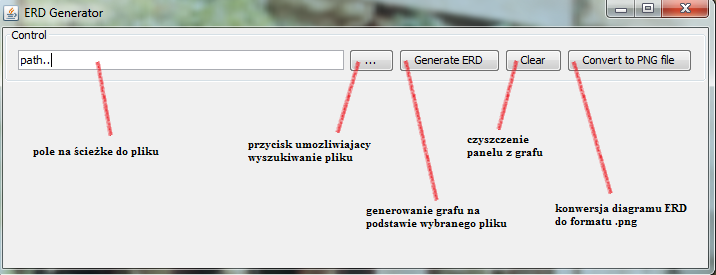 ERD Generator
Control
path..
...
Generate ERD
Clear
Convert to PNG file
pole na ścieżke do pliku
przycisk umozliwiajacy
wyszukiwanie pliku
czyszczenie
panelu z grafu
generowanie grafu na
podstawie wybranego pliku
konwersja diagramu ERD
do formatu .png